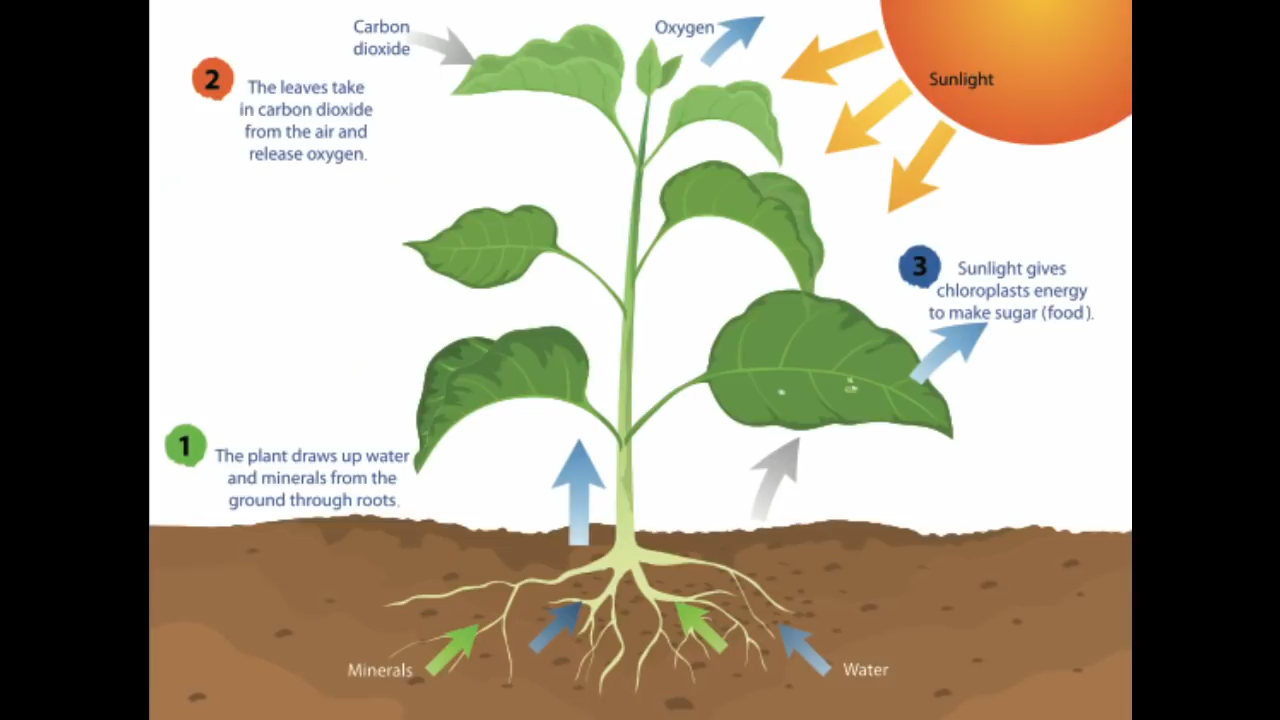 Carbon
dioxide
Oxygen
Sunlight
2
The leaves take
in carbon dioxide
from the air and
release oxygen.
3
Sunlight gives
chloroplasts energy
to make sugar (food).
1
The plant draws up water
and minerals from the
ground through roots.
Minerals
Water